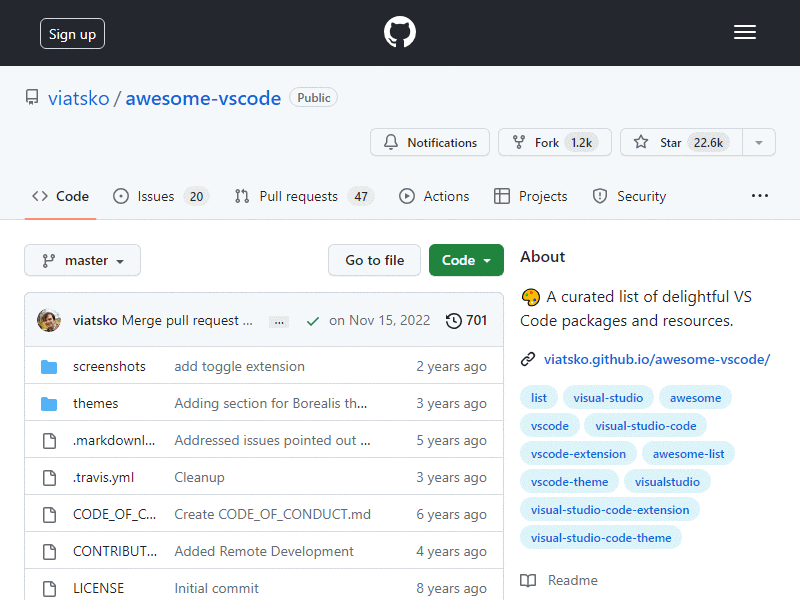 Sign up
viatsko / awesome-vscode Public
Notifications Fork 1.2k Star 22.6k
Code Issues 20 Pull requests 47 Actions Projects Security ...
master Go to file Code
viatsko Merge pull request ... ... on Nov 15, 2022 701
screenshots add toggle extension 2 years ago
themes Adding section for Borealis th... 3 years ago
.markdownl... Addressed issues pointed out ... 5 years ago
.travis.yml Cleanup 3 years ago
CODE_OF_C... Create CODE_OF_CONDUCT.md 6 years ago
CONTRIBUT... Added Remote Development 4 years ago
LICENSE Initial commit 8 years ago
About
A curated list of delightful VS
Code packages and resources.
viatsko.github.io/awesome-vscode/
list visual-studio awesome
vscode visual-studio-code
vscode-extension awesome-list
vscode-theme visualstudio
visual-studio-code-extension
visual-studio-code-theme
Readme